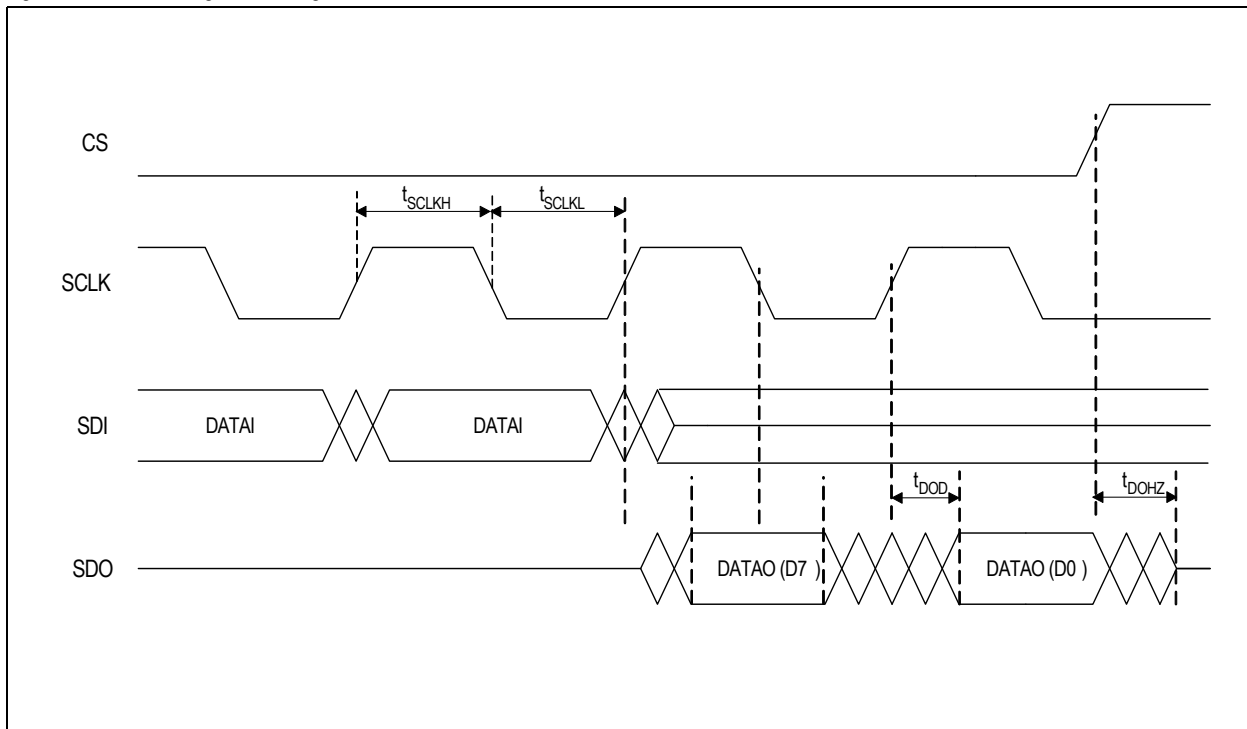 CS
tSCLKH
tSCLKL
SCLK
SDI
DATAI
DATAI
tDOD
tDOHZ
SDO
DATAO (D7 )
DATAO (D0 )